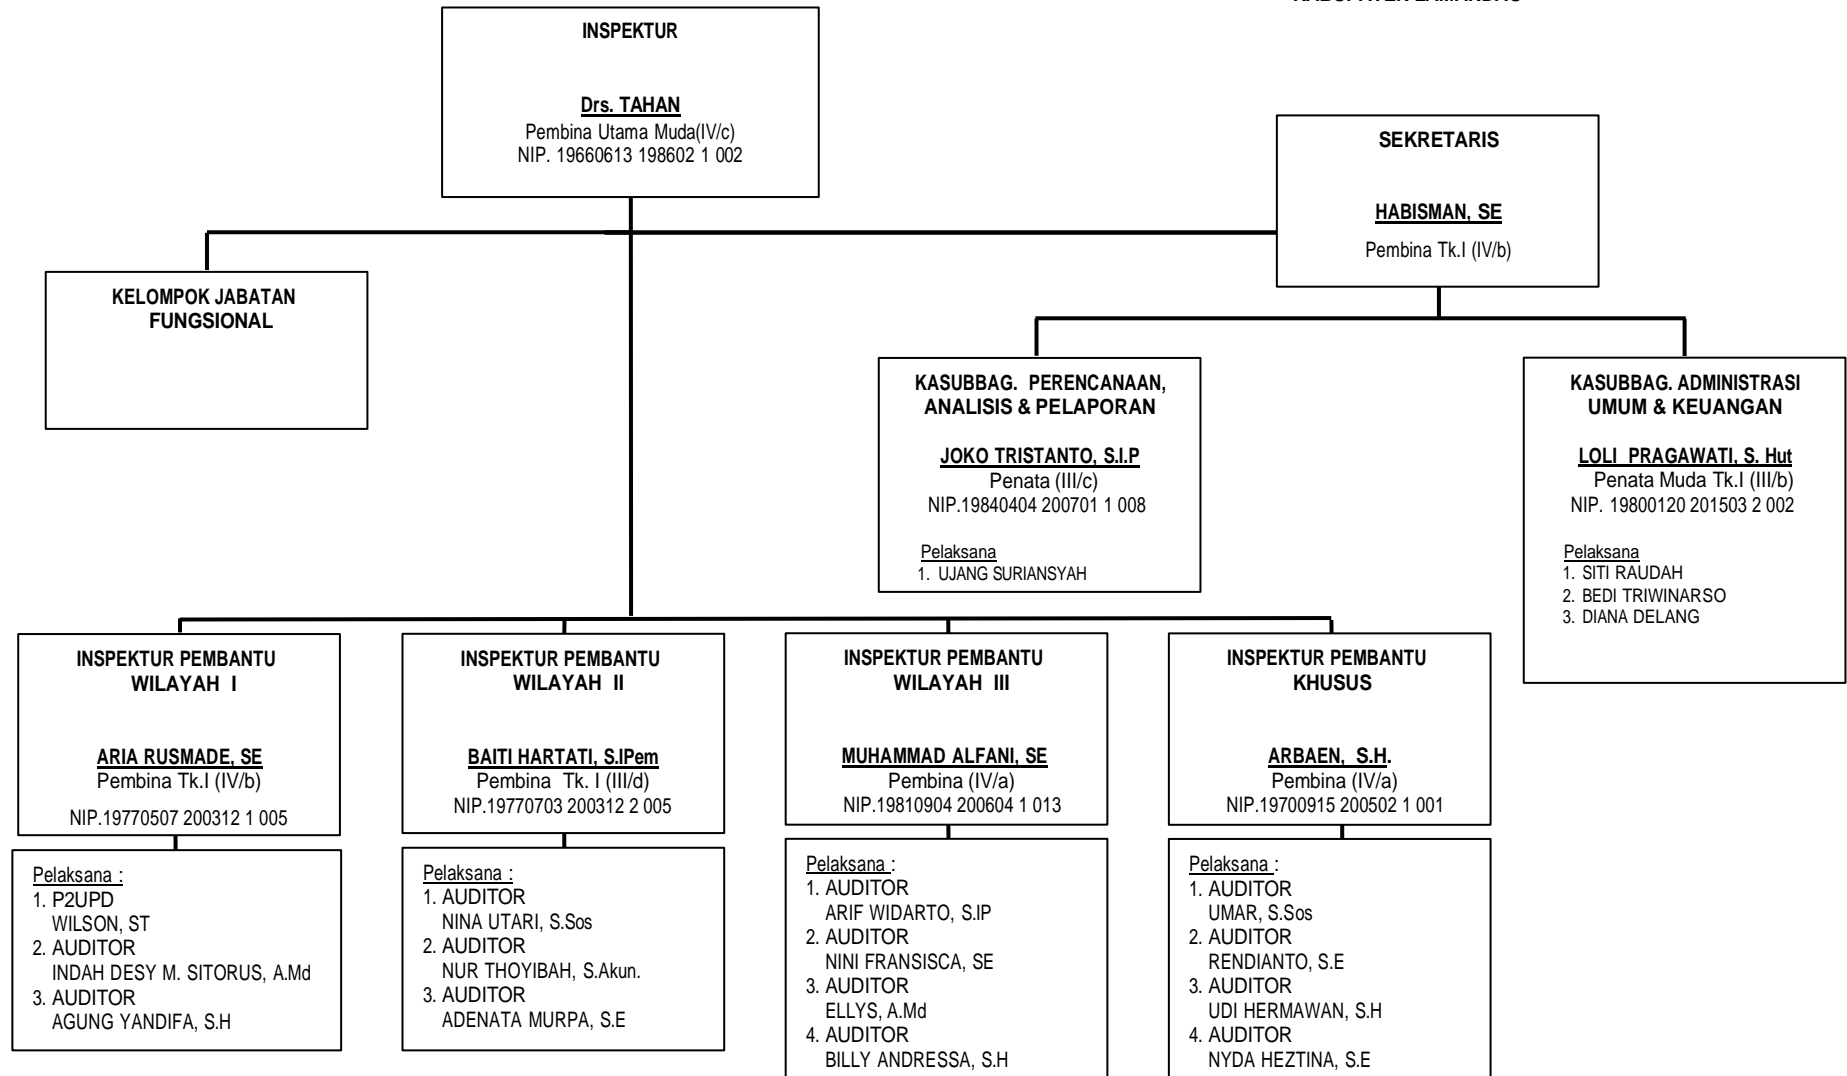 INSPEKTUR
Drs. TAHAN
Pembina Utama Muda(IV/c)
NIP. 19660613 198602 1 002
SEKRETARIS
HABISMAN, SE
Pembina Tk.I (IV/b)
KELOMPOK JABATAN
FUNGSIONAL
KASUBBAG. PERENCANAAN,
ANALISIS & PELAPORAN
JOKO TRISTANTO, S.I.P
Penata (III/c)
NIP.19840404 200701 1 008
Pelaksana
1. UJANG SURIANSYAH
KASUBBAG. ADMINISTRASI
UMUM & KEUANGAN
LOLI PRAGAWATI, S. Hut
Penata Muda Tk.I (III/b)
NIP. 19800120 201503 2 002
Pelaksana
1. SITI RAUDAH
2. BEDI TRIWINARSO
3. DIANA DELANG
INSPEKTUR PEMBANTU
WILAYAH I
ARIA RUSMADE, SE
Pembina Tk.I (IV/b)
NIP.19770507 200312 1 005
Pelaksana :
1. P2UPD
WILSON, ST
2. AUDITOR
INDAH DESY M. SITORUS, A.Md
3. AUDITOR
AGUNG YANDIFA, S.H
INSPEKTUR PEMBANTU
WILAYAH II
BAITI HARTATI, S.IPem
Pembina Tk. I (III/d)
NIP.19770703 200312 2 005
Pelaksana :
1. AUDITOR
NINA UTARI, S.Sos
2. AUDITOR
NUR THOYIBAH, S.Akun.
3. AUDITOR
ADENATA MURPA, S.E
INSPEKTUR PEMBANTU
WILAYAH III
MUHAMMAD ALFANI, SE
Pembina (IV/a)
NIP.19810904 200604 1 013
Pelaksana :
1. AUDITOR
ARIF WIDARTO, S.IP
2. AUDITOR
NINI FRANSISCA, SE
3. AUDITOR
ELLYS, A.Md
4. AUDITOR
BILLY ANDRESSA, S.H
INSPEKTUR PEMBANTU
KHUSUS
ARBAEN, S.H.
Pembina (IV/a)
NIP.19700915 200502 1 001
Pelaksana :
1. AUDITOR
UMAR, S.Sos
2. AUDITOR
RENDIANTO, S.E
3. AUDITOR
UDI HERMAWAN, S.H
4. AUDITOR
NYDA HEZTINA, S.E